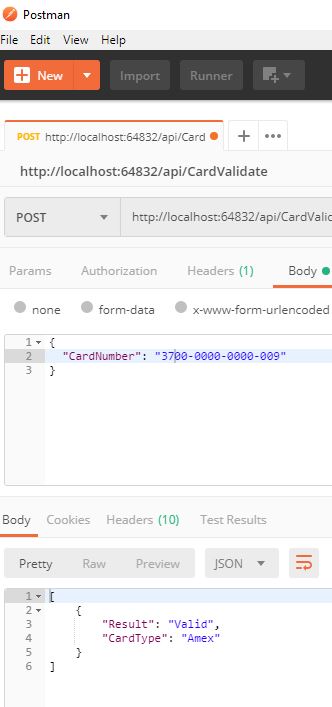 Postman
File Edit View Help
New Import Runner
POST http://localhost:64832/api/Card
http://localhost:64832/api/CardValidate
POST http://localhost:64832/api/CardValid
Params Authorization Headers (1) Body
none form-data x-www-form-urlencoded
1 {
2 "CardNumber": "3700-0000-0000-009"
3 }
Body Cookies Headers (10) Test Results
Pretty Raw Preview JSON
1 [
2 {
3 "Result": "Valid",
4 "CardType": "Amex"
5 }
6 ]